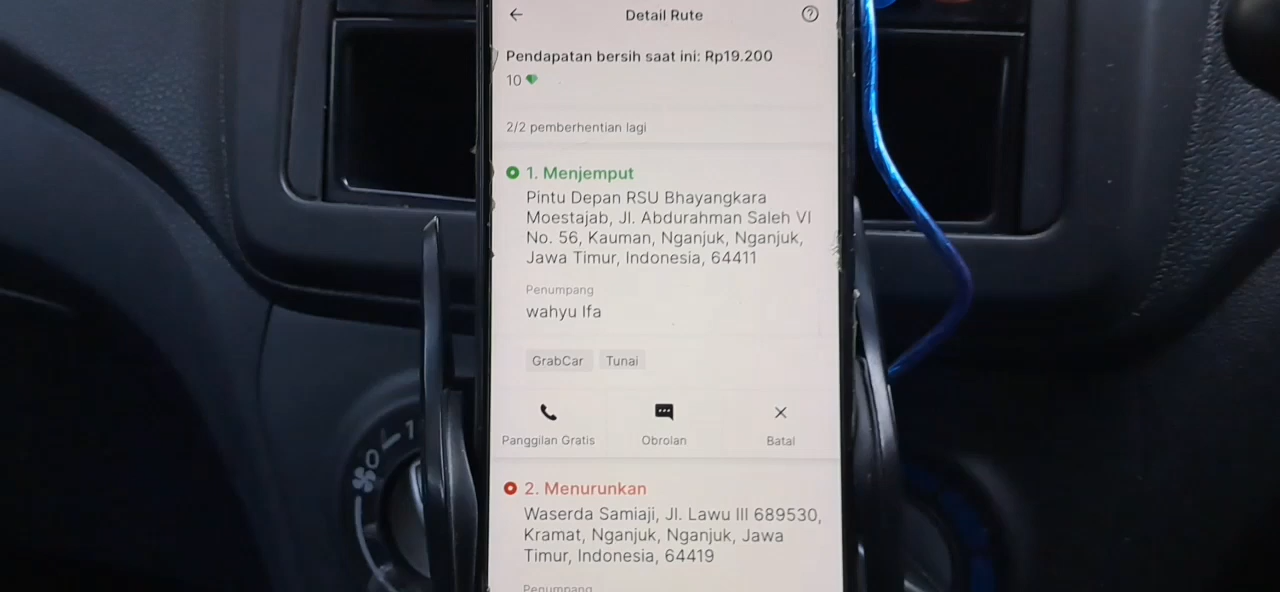 Detail Rute
Pendapatan bersih saat ini: Rp19.200
10
2/2 pemberhentian lagi
1. Menjemput
Pintu Depan RSU Bhayangkara
Moestajab, Jl. Abdurahman Saleh VI
No. 56, Kauman, Nganjuk, Nganjuk,
Jawa Timur, Indonesia, 64411
Penumpang
wahyu Ifa
GrabCar Tunai
Panggilan Gratis Obrolan Batal
2. Menurunkan
Waserda Samiaji, Jl. Lawu III 689530,
Kramat, Nganjuk, Nganjuk, Jawa
Timur, Indonesia, 64419
Penumpang
0 1